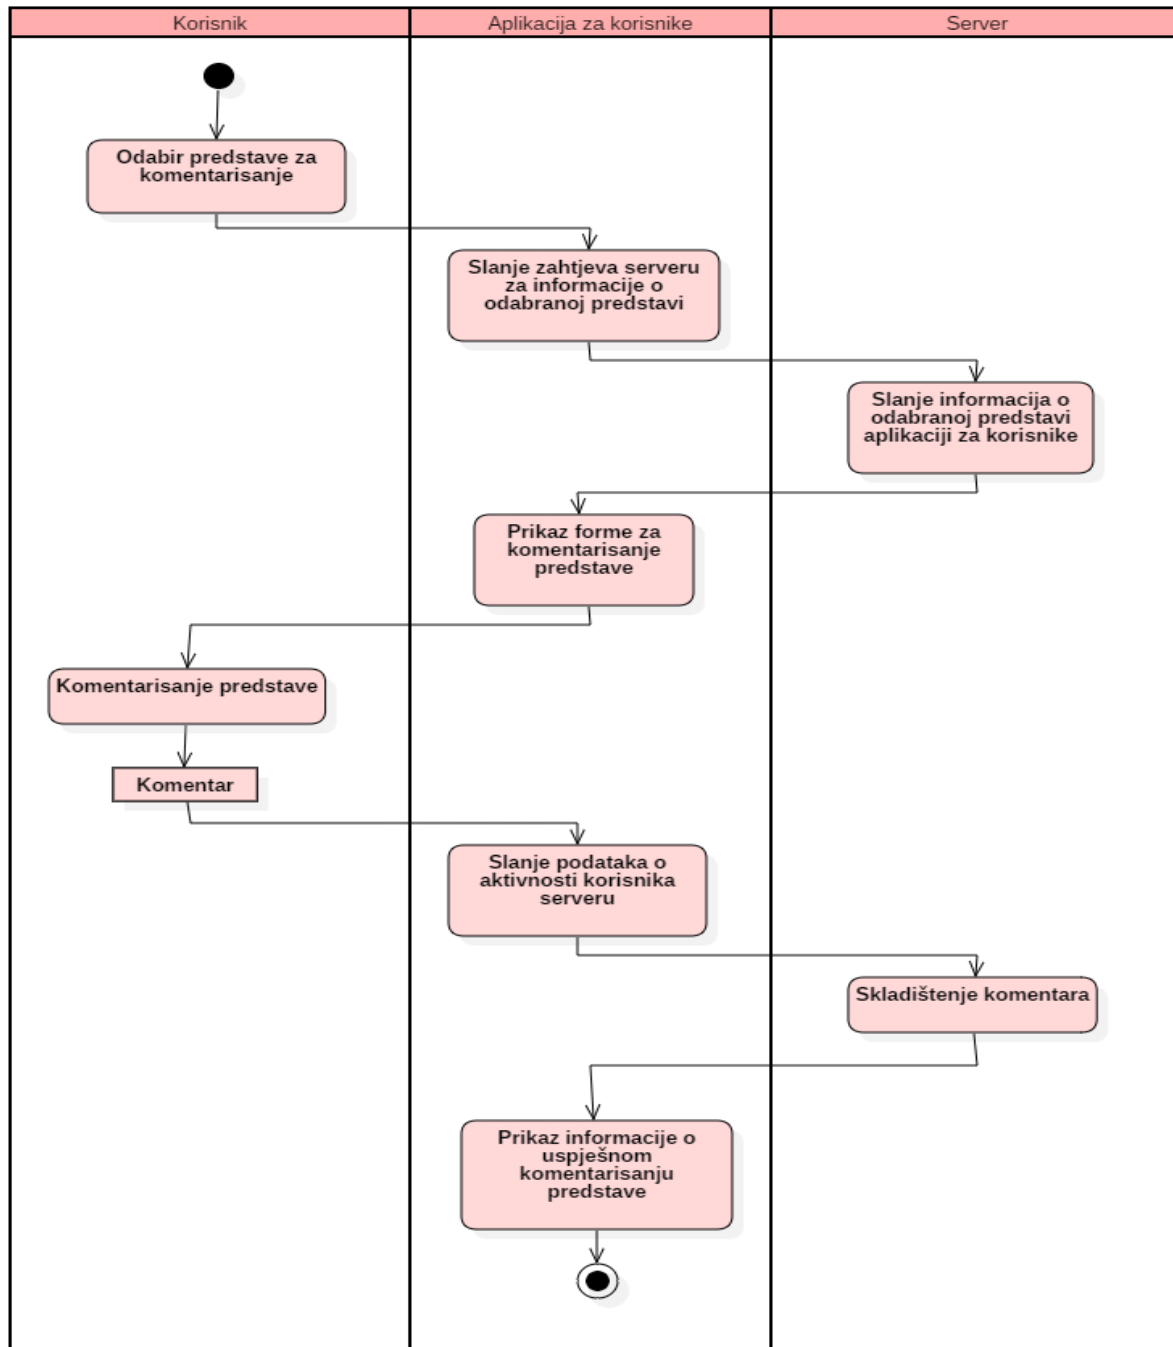 Korisnik
Aplikacija za korisnike
Server
Odabir predstave za
komentarisanje
Slanje zahtjeva serveru
za informacije o
odabranoj predstavi
Slanje informacija o
odabranoj predstavi
aplikaciji za korisnike
Prikaz forme za
komentarisanje
predstave
Komentarisanje predstave
Komentar
Slanje podataka o
aktivnosti korisnika
serveru
Skladištenje komentara
Prikaz informacije o
uspješnom
komentarisanju
predstave